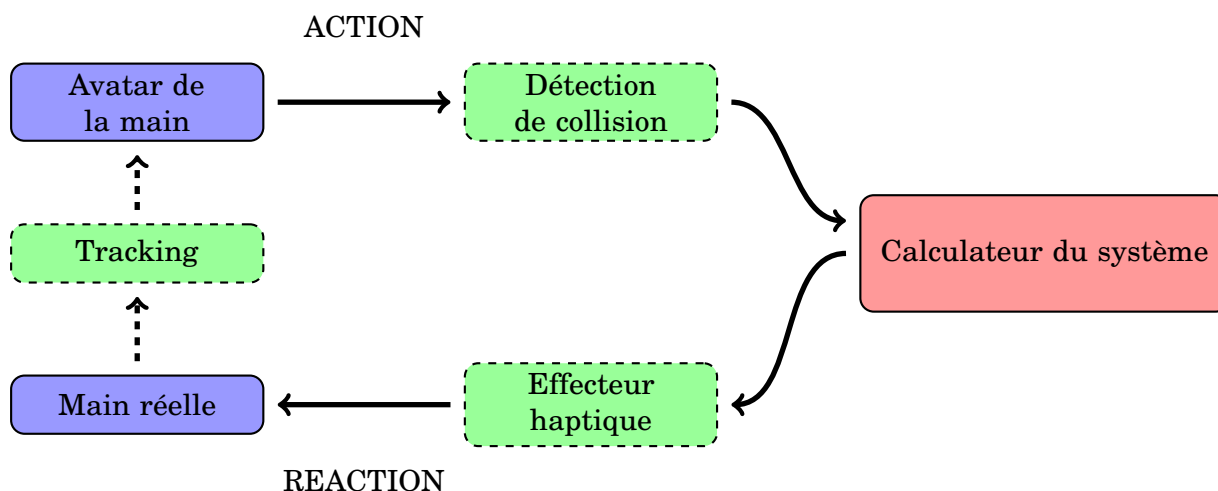 ACTION
Avatar de
la main
Détection
de collision
Tracking
Calculateur du système
Main réelle
Effecteur
haptique
REACTION